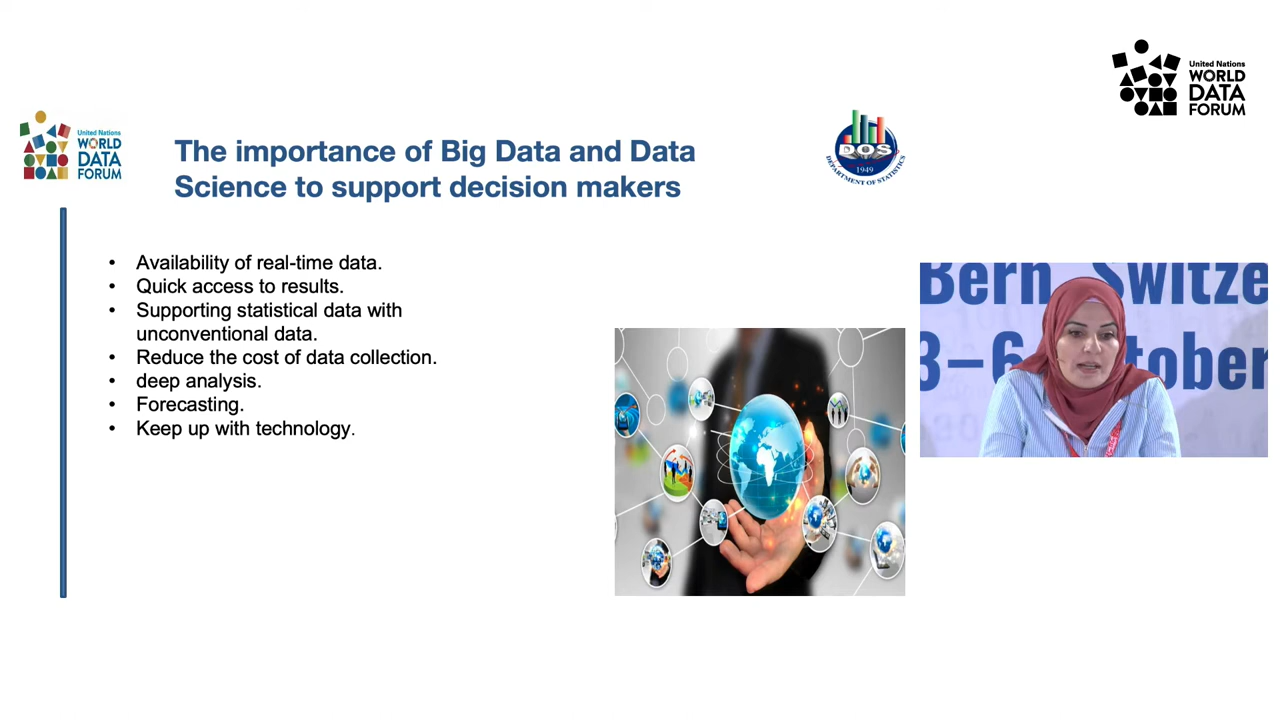 United Nations
WORLD
DATA
FORUM
United Nations
WORLD
DATA
FORUM
The importance of Big Data and Data
Science to support decision makers
DOS
1949
DEPARTMENT OF STATISTICS
• Availability of real-time data.
• Quick access to results.
• Supporting statistical data with
unconventional data.
• Reduce the cost of data collection.
• deep analysis.
• Forecasting.
• Keep up with technology.
Bern, Switze
3–6 October